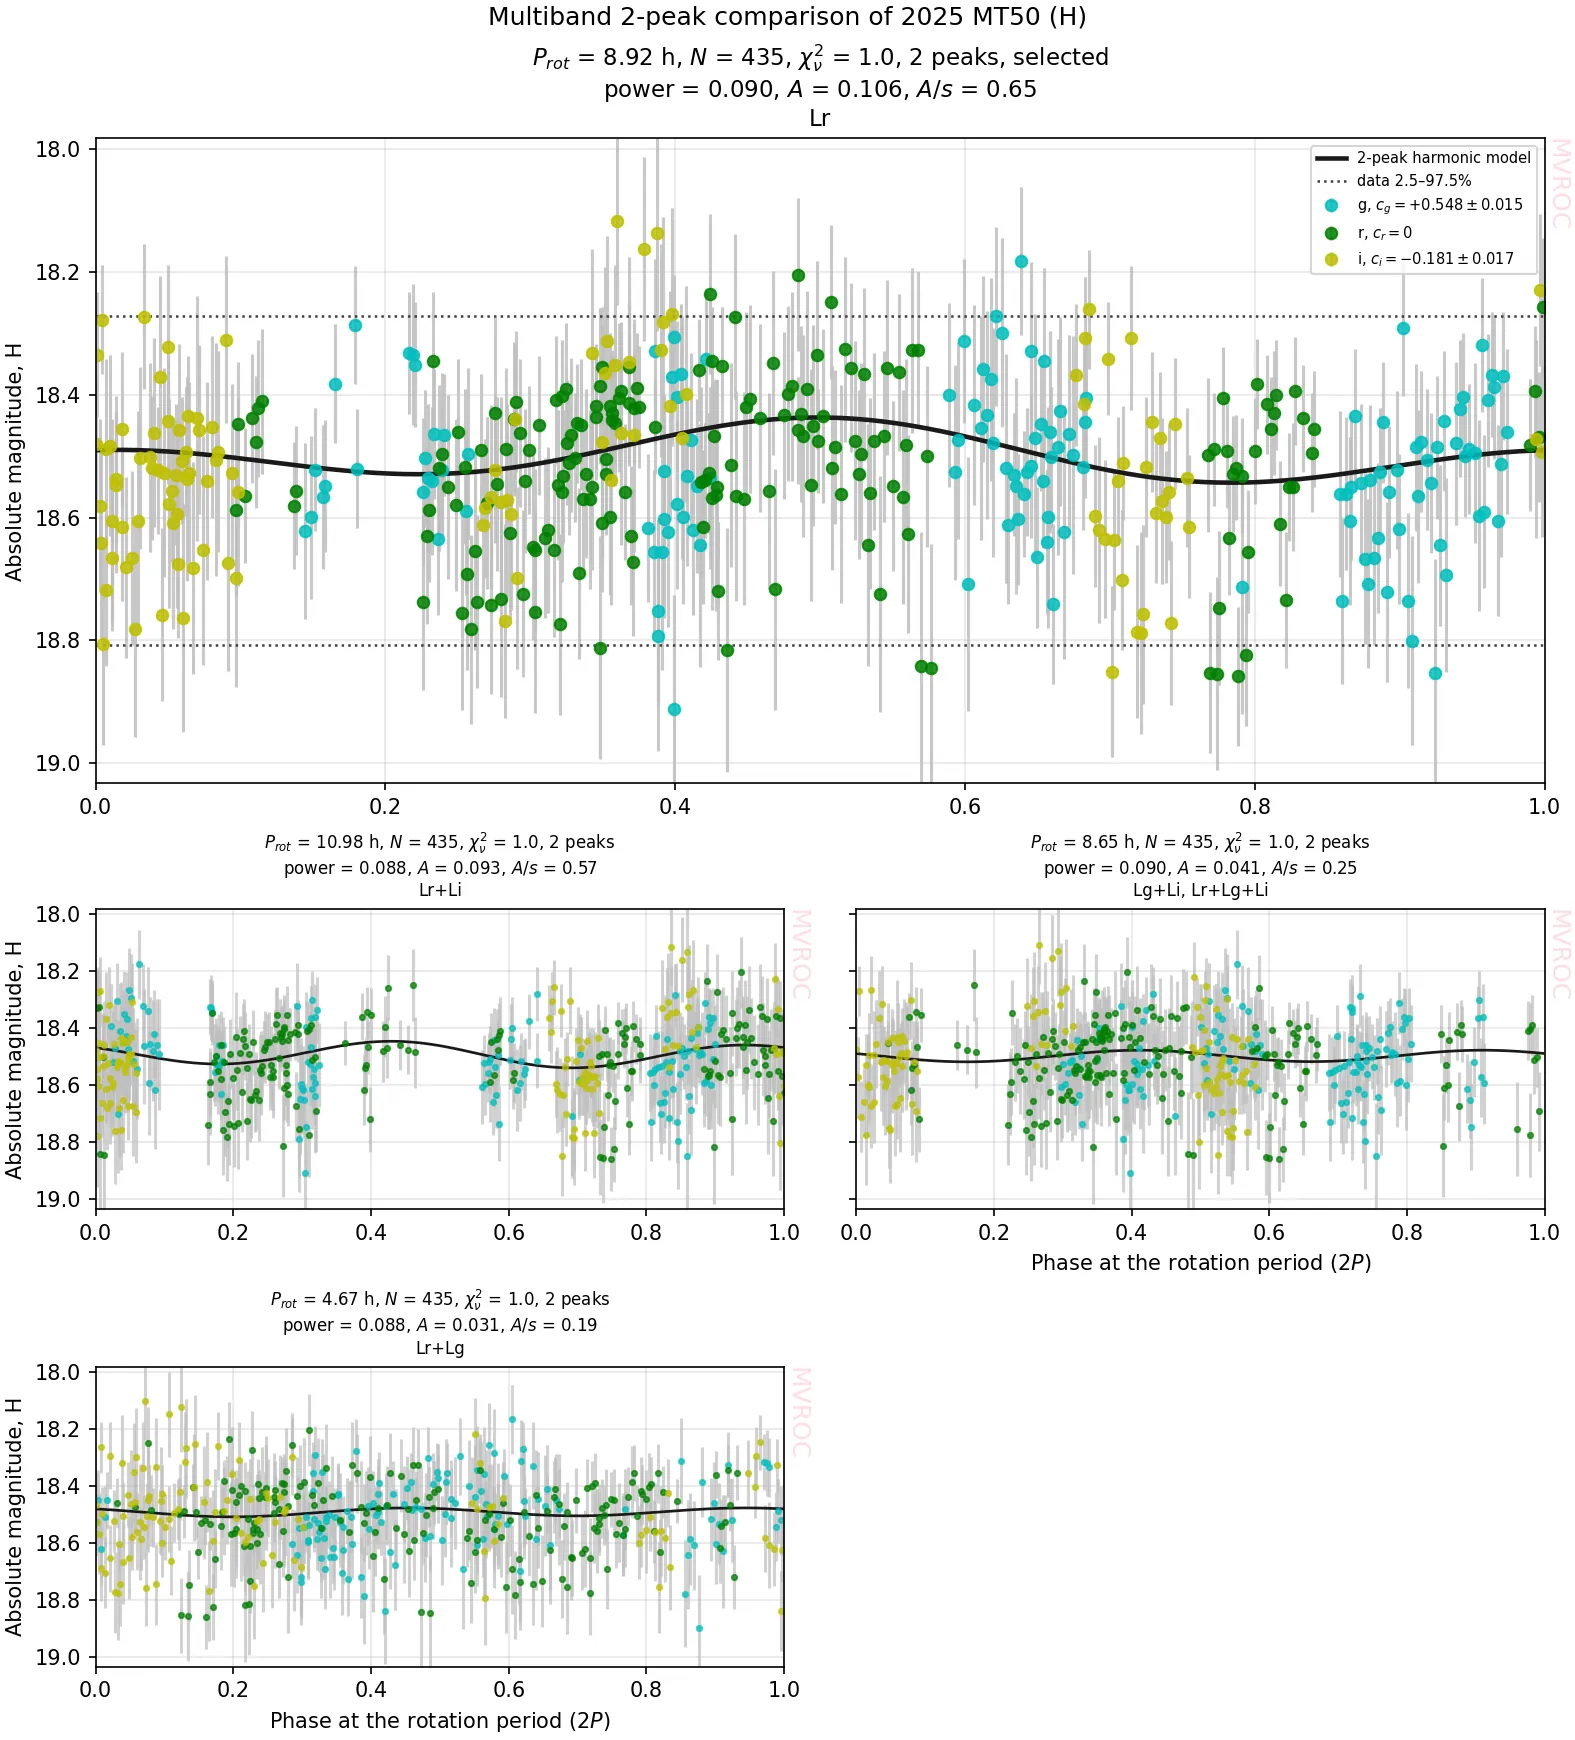 Multiband 2-peak comparison of 2025 MT50 (H)
P_rot = 8.92 h, N = 435, χ²_ν = 1.0, 2 peaks, selected
power = 0.090, A = 0.106, A/s = 0.65
Lr
Absolute magnitude, H
18.0
18.2
18.4
18.6
18.8
19.0
0.0 0.2 0.4 0.6 0.8 1.0
2-peak harmonic model
data 2.5–97.5%
g, c_g = +0.548 ± 0.015
r, c_r = 0
i, c_i = −0.181 ± 0.017
MVROC
P_rot = 10.98 h, N = 435, χ²_ν = 1.0, 2 peaks
power = 0.088, A = 0.093, A/s = 0.57
Lr+Li
Absolute magnitude, H
18.0
18.2
18.4
18.6
18.8
19.0
0.0 0.2 0.4 0.6 0.8 1.0
MVROC
P_rot = 8.65 h, N = 435, χ²_ν = 1.0, 2 peaks
power = 0.090, A = 0.041, A/s = 0.25
Lg+Li, Lr+Lg+Li
0.0 0.2 0.4 0.6 0.8 1.0
Phase at the rotation period (2P)
MVROC
P_rot = 4.67 h, N = 435, χ²_ν = 1.0, 2 peaks
power = 0.088, A = 0.031, A/s = 0.19
Lr+Lg
Absolute magnitude, H
18.0
18.2
18.4
18.6
18.8
19.0
0.0 0.2 0.4 0.6 0.8 1.0
Phase at the rotation period (2P)
MVROC